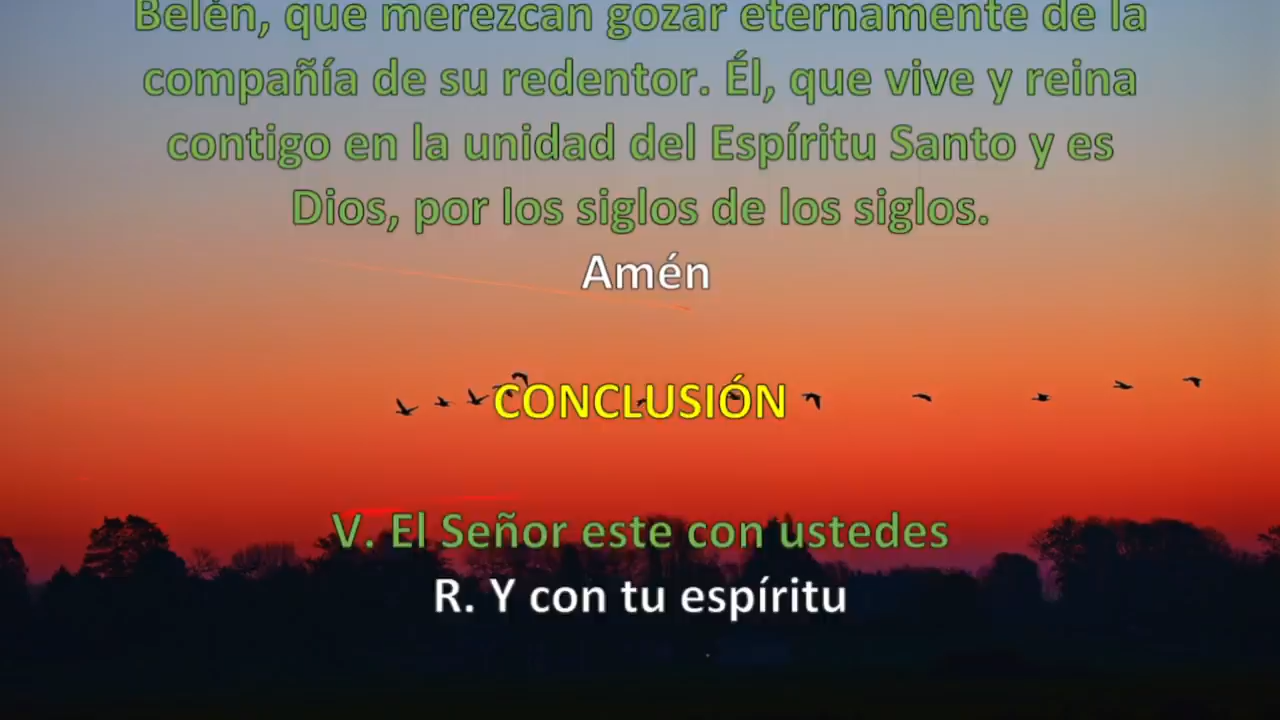 Belén, que merezcan gozar eternamente de la
compañía de su redentor. Él, que vive y reina
contigo en la unidad del Espíritu Santo y es
Dios, por los siglos de los siglos.
Amén
CONCLUSIÓN
V. El Señor este con ustedes
R. Y con tu espíritu